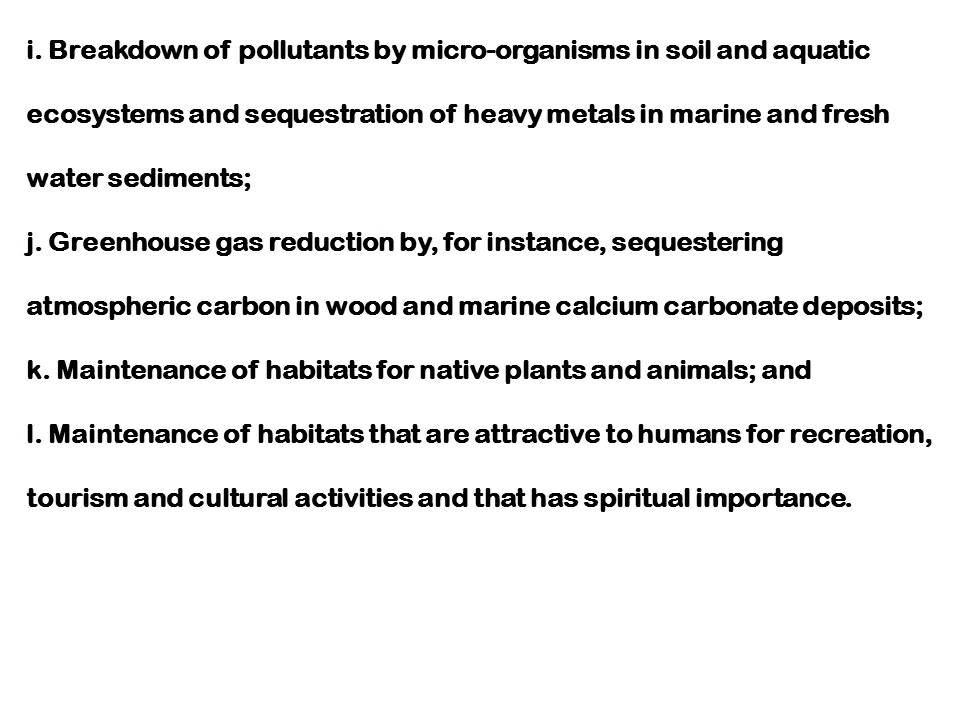 i. Breakdown of pollutants by micro-organisms in soil and aquatic
ecosystems and sequestration of heavy metals in marine and fresh
water sediments;
j. Greenhouse gas reduction by, for instance, sequestering
atmospheric carbon in wood and marine calcium carbonate deposits;
k. Maintenance of habitats for native plants and animals; and
l. Maintenance of habitats that are attractive to humans for recreation,
tourism and cultural activities and that has spiritual importance.